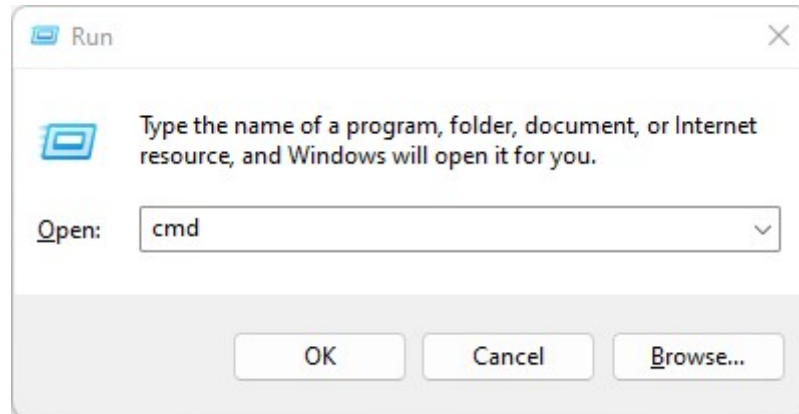 Run
Type the name of a program, folder, document, or Internet
resource, and Windows will open it for you.
Open: cmd
OK Cancel Browse...